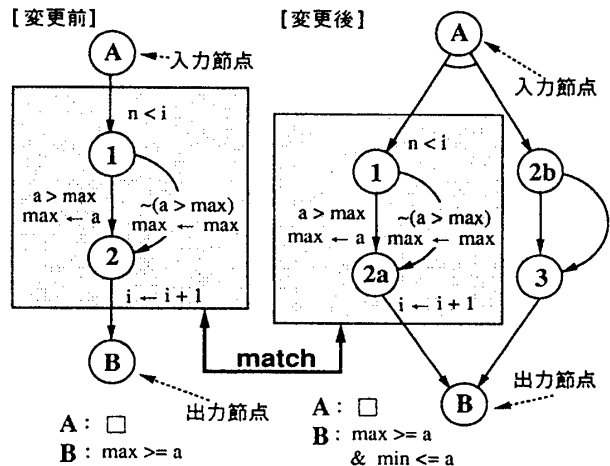 [変更前]
A
入力節点
n < i
1
a > max
max ← a
~(a > max)
max ← max
2
i ← i + 1
B
出力節点
A : □
B : max >= a
match
[変更後]
A
入力節点
n < i
1
2b
a > max
max ← a
~(a > max)
max ← max
2a
3
i ← i + 1
出力節点
B
A : □
B : max >= a
& min <= a